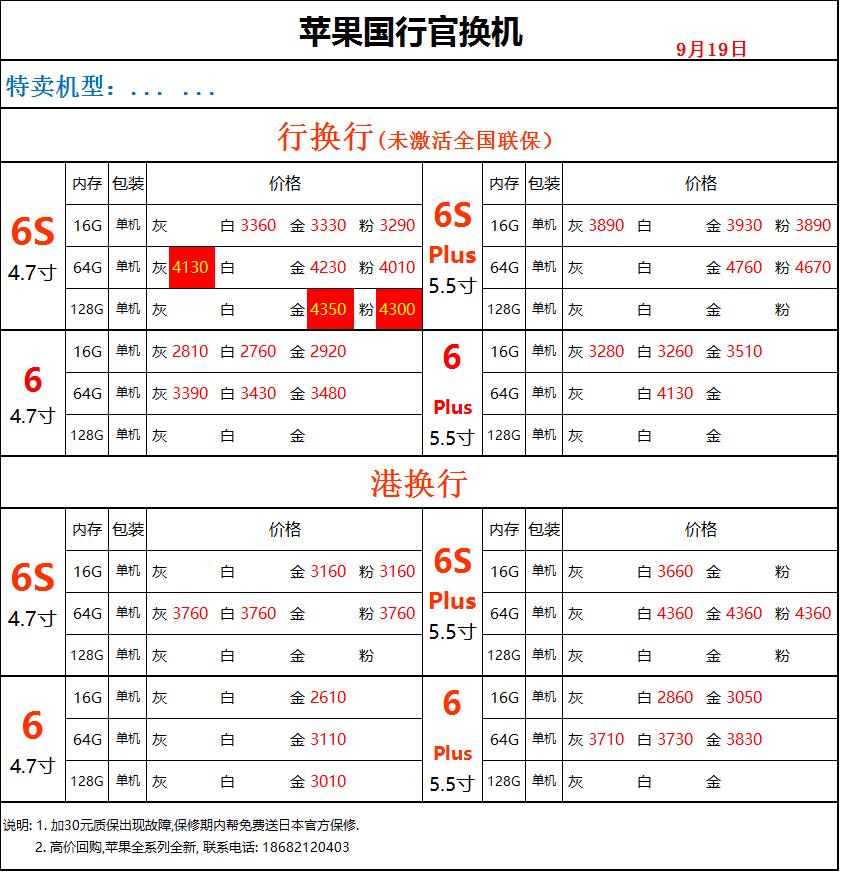 苹果国行官换机
9月19日
特卖机型：... ...
行换行(未激活全国联保)
6S 4.7寸
内存 包装 价格
16G 单机 灰 白 3360 金 3330 粉 3290
64G 单机 灰 4130 白 金 4230 粉 4010
128G 单机 灰 白 金 4350 粉 4300
6S Plus 5.5寸
内存 包装 价格
16G 单机 灰 3890 白 金 3930 粉 3890
64G 单机 灰 白 金 4760 粉 4670
128G 单机 灰 白 金 粉
6 4.7寸
16G 单机 灰 2810 白 2760 金 2920
64G 单机 灰 3390 白 3430 金 3480
128G 单机 灰 白 金
6 Plus 5.5寸
16G 单机 灰 3280 白 3260 金 3510
64G 单机 灰 白 4130 金
128G 单机 灰 白 金
港换行
6S 4.7寸
内存 包装 价格
16G 单机 灰 白 金 3160 粉 3160
64G 单机 灰 3760 白 3760 金 粉 3760
128G 单机 灰 白 金 粉
6S Plus 5.5寸
内存 包装 价格
16G 单机 灰 白 3660 金 粉
64G 单机 灰 白 4360 金 4360 粉 4360
128G 单机 灰 白 金 粉
6 4.7寸
16G 单机 灰 白 金 2610
64G 单机 灰 白 金 3110
128G 单机 灰 白 金 3010
6 Plus 5.5寸
16G 单机 灰 白 2860 金 3050
64G 单机 灰 3710 白 3730 金 3830
128G 单机 灰 白 金
说明: 1. 加30元质保出现故障,保修期内帮免费送日本官方保修.
2. 高价回购,苹果全系列全新, 联系电话: 18682120403